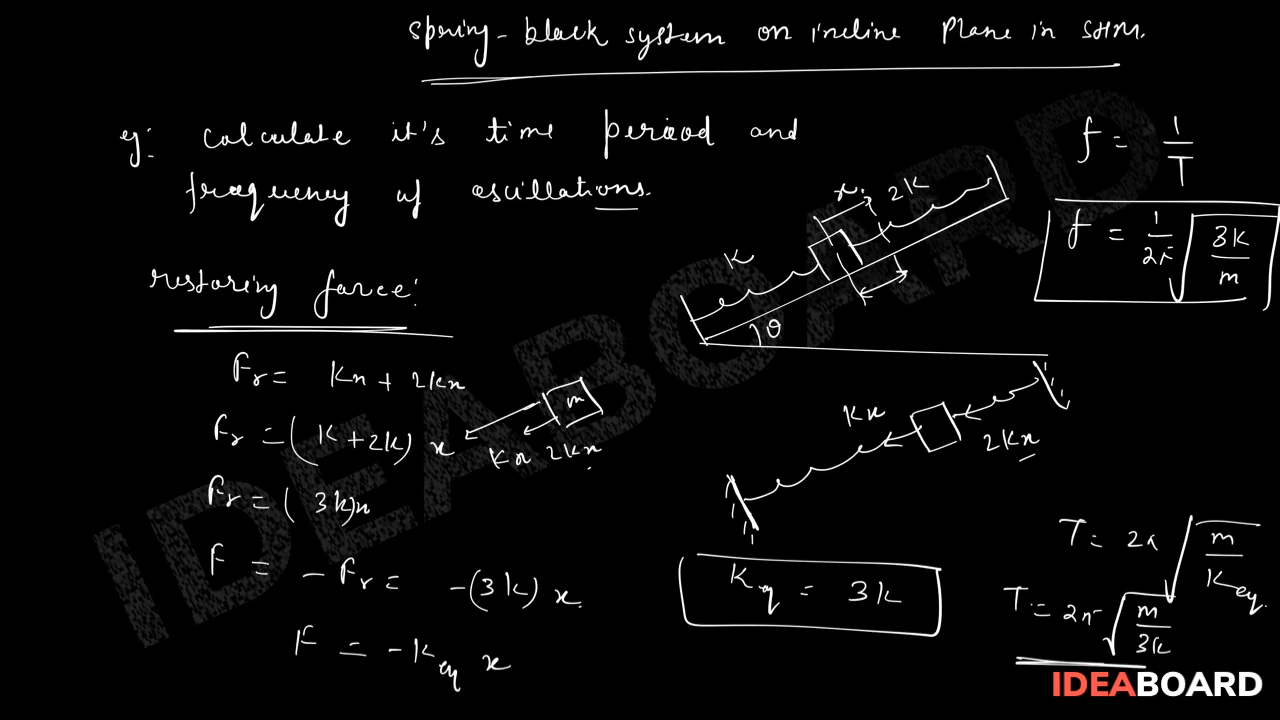 spring-block system on incline Plane in SHM.
eg: calculate it's time period and
frequency of oscillations.
restoring force:
Fr = Kx + 2Kx
Fr = (K + 2K) x
Fr = (3K)x
F = - Fr = -(3K) x.
F = - Keq x
m
Kx 2Kx
K
x.
2K
θ
Kx
2Kx
Keq = 3K
f = 1/T
f = 1/2π √3K/m
T = 2π √m/Keq.
T = 2π √m/3K
IDEABOARD
IDEABOARD